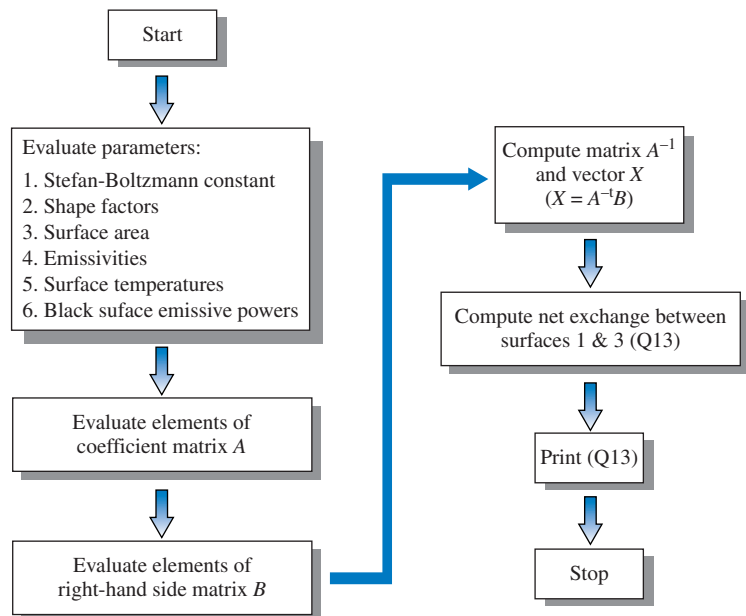 Start
Evaluate parameters:
1. Stefan-Boltzmann constant
2. Shape factors
3. Surface area
4. Emissivities
5. Surface temperatures
6. Black suface emissive powers
Evaluate elements of
coefficient matrix A
Evaluate elements of
right-hand side matrix B
Compute matrix A⁻¹
and vector X
(X = A⁻ᵗB)
Compute net exchange between
surfaces 1 & 3 (Q13)
Print (Q13)
Stop